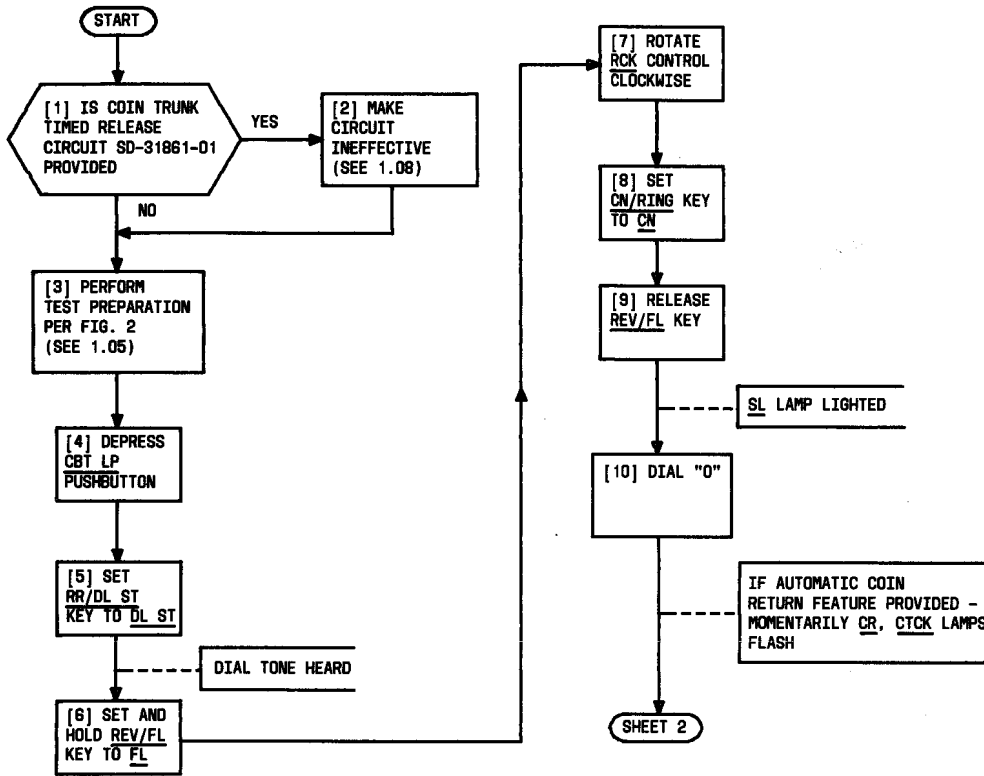 START
[1] IS COIN TRUNK
TIMED RELEASE
CIRCUIT SD-31861-01
PROVIDED
YES
[2] MAKE
CIRCUIT
INEFFECTIVE
(SEE 1.08)
NO
[3] PERFORM
TEST PREPARATION
PER FIG. 2
(SEE 1.05)
[4] DEPRESS
CBT LP
PUSHBUTTON
[5] SET
RR/DL ST
KEY TO DL ST
DIAL TONE HEARD
[6] SET AND
HOLD REV/FL
KEY TO FL
[7] ROTATE
RCK CONTROL
CLOCKWISE
[8] SET
CN/RING KEY
TO CN
[9] RELEASE
REV/FL KEY
SL LAMP LIGHTED
[10] DIAL "0"
IF AUTOMATIC COIN
RETURN FEATURE PROVIDED -
MOMENTARILY CR, CTCK LAMPS
FLASH
SHEET 2